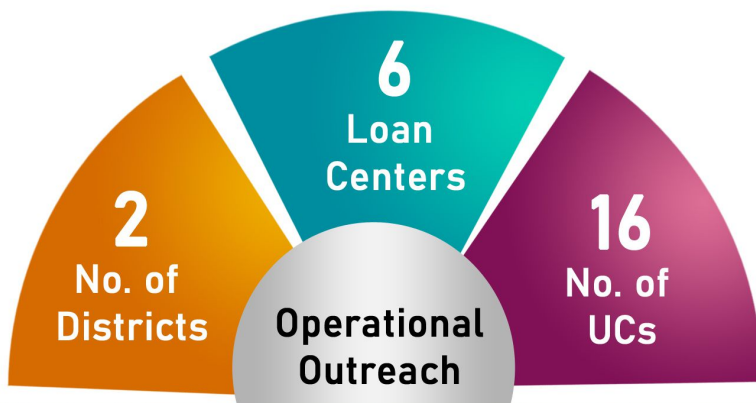 2
No. of
Districts
6
Loan
Centers
16
No. of
UCs
Operational
Outreach